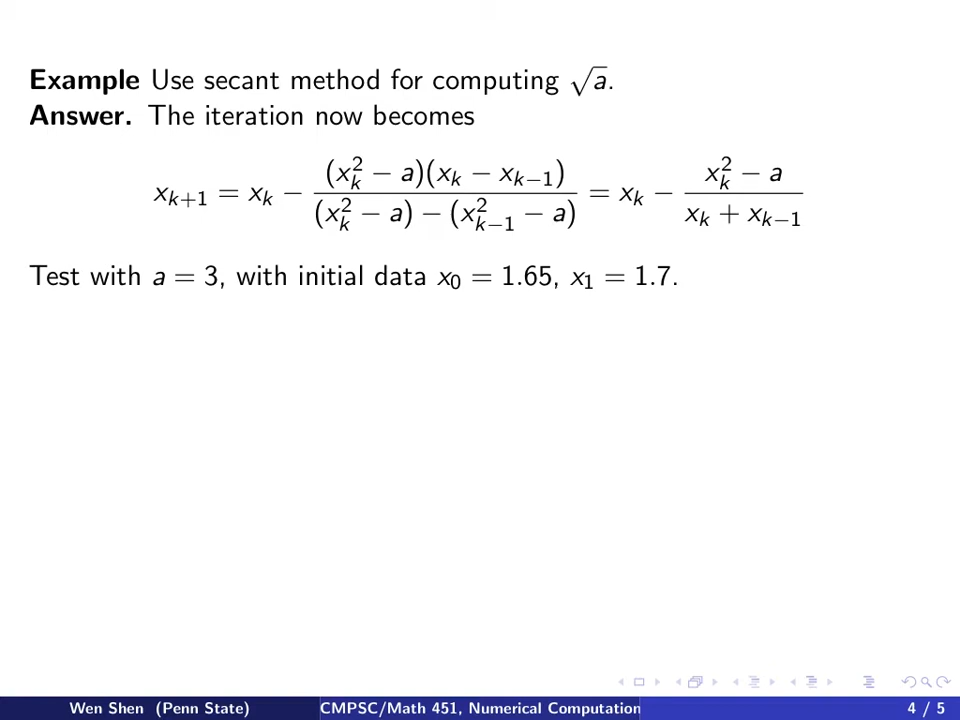 Example Use secant method for computing √a.
Answer. The iteration now becomes
x_{k+1} = x_k − \frac{(x_k^2 − a)(x_k − x_{k−1})}{(x_k^2 − a) − (x_{k−1}^2 − a)} = x_k − \frac{x_k^2 − a}{x_k + x_{k−1}}
Test with a = 3, with initial data x_0 = 1.65, x_1 = 1.7.
Wen Shen (Penn State) CMPSC/Math 451, Numerical Computation 4 / 5